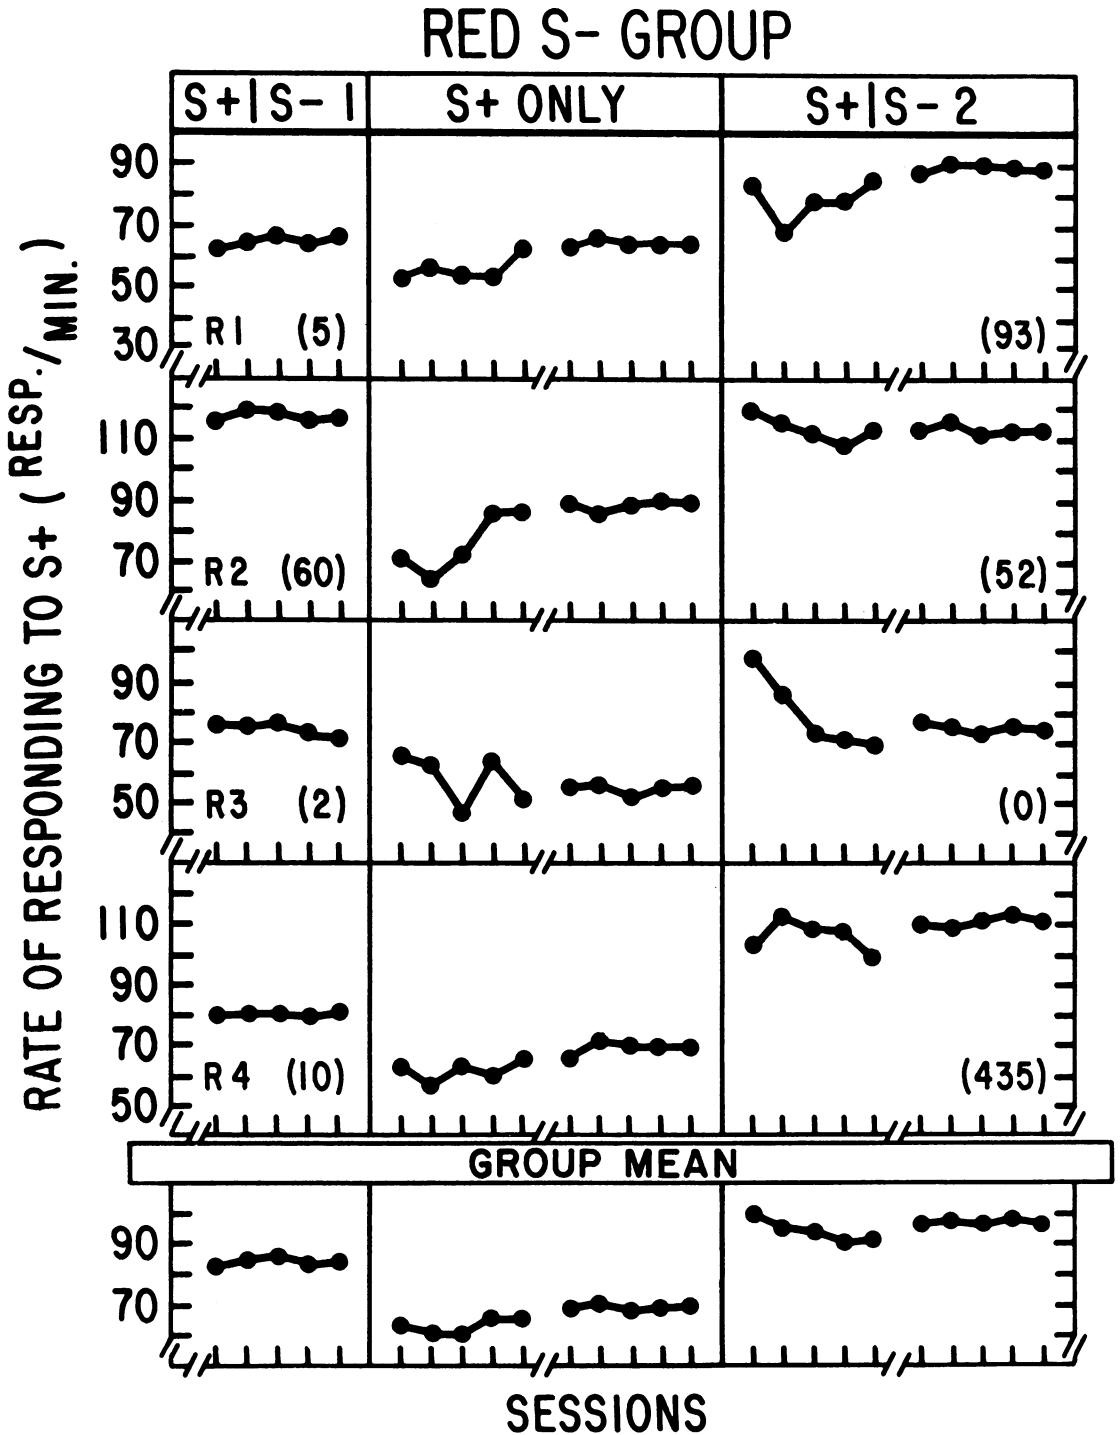 RED S- GROUP
S+|S- 1
S+ ONLY
S+|S- 2
RATE OF RESPONDING TO S+ (RESP./MIN.)
90
70
50
30
R1 (5)
(93)
110
90
70
R2 (60)
(52)
90
70
50
R3 (2)
(0)
110
90
70
50
R4 (10)
(435)
GROUP MEAN
90
70
SESSIONS